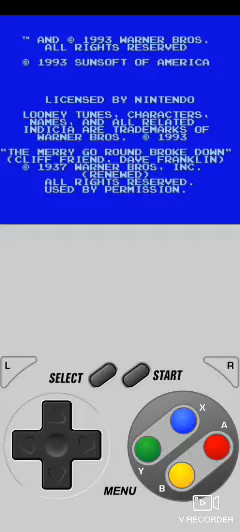 ™ AND © 1993 WARNER BROS.
ALL RIGHTS RESERVED
© 1993 SUNSOFT OF AMERICA
LICENSED BY NINTENDO
LOONEY TUNES, CHARACTERS,
NAMES, AND ALL RELATED
INDICIA ARE TRADEMARKS OF
WARNER BROS. © 1993
"THE MERRY GO ROUND BROKE DOWN"
(CLIFF FRIEND, DAVE FRANKLIN)
© 1937 WARNER BROS., INC.
(RENEWED)
ALL RIGHTS RESERVED.
USED BY PERMISSION.
L
R
SELECT
START
X
A
Y
B
MENU
V RECORDER